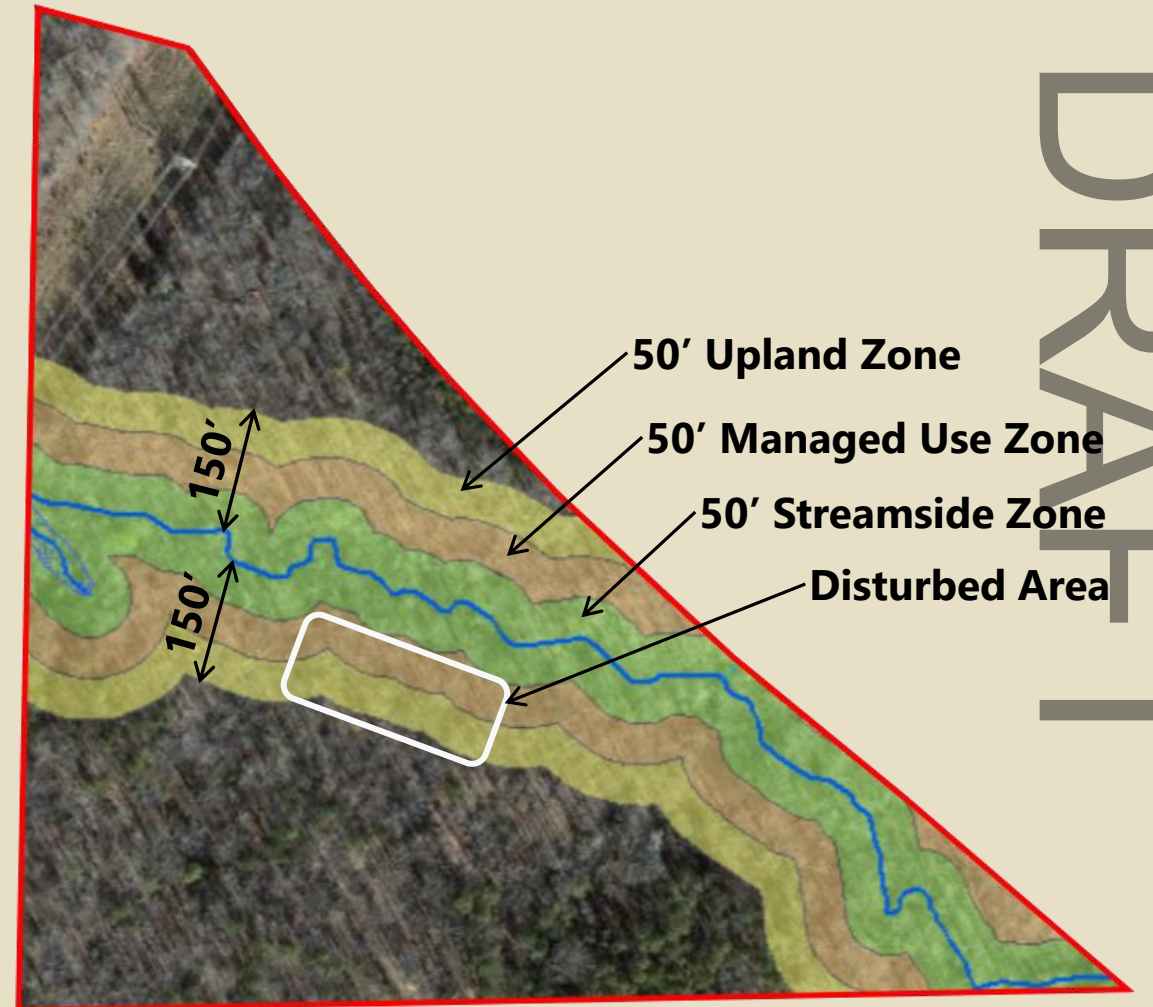 50’ Upland Zone
50’ Managed Use Zone
50’ Streamside Zone
Disturbed Area
150’
150’
DRAFT